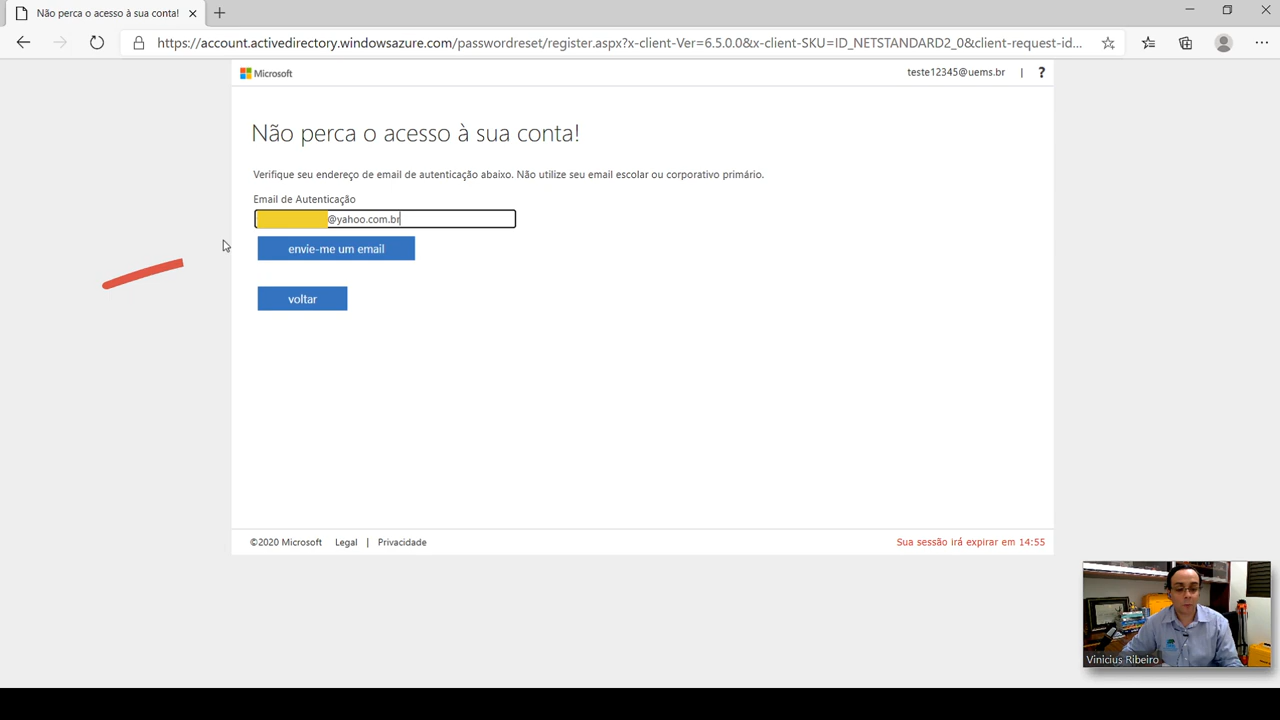 Não perca o acesso à sua conta!
https://account.activedirectory.windowsazure.com/passwordreset/register.aspx?x-client-Ver=6.5.0.0&x-client-SKU=ID_NETSTANDARD2_0&client-request-id...
Microsoft
teste12345@uems.br | ?
Não perca o acesso à sua conta!
Verifique seu endereço de email de autenticação abaixo. Não utilize seu email escolar ou corporativo primário.
Email de Autenticação
@yahoo.com.br
envie-me um email
voltar
©2020 Microsoft Legal | Privacidade
Sua sessão irá expirar em 14:55
Vinicius Ribeiro